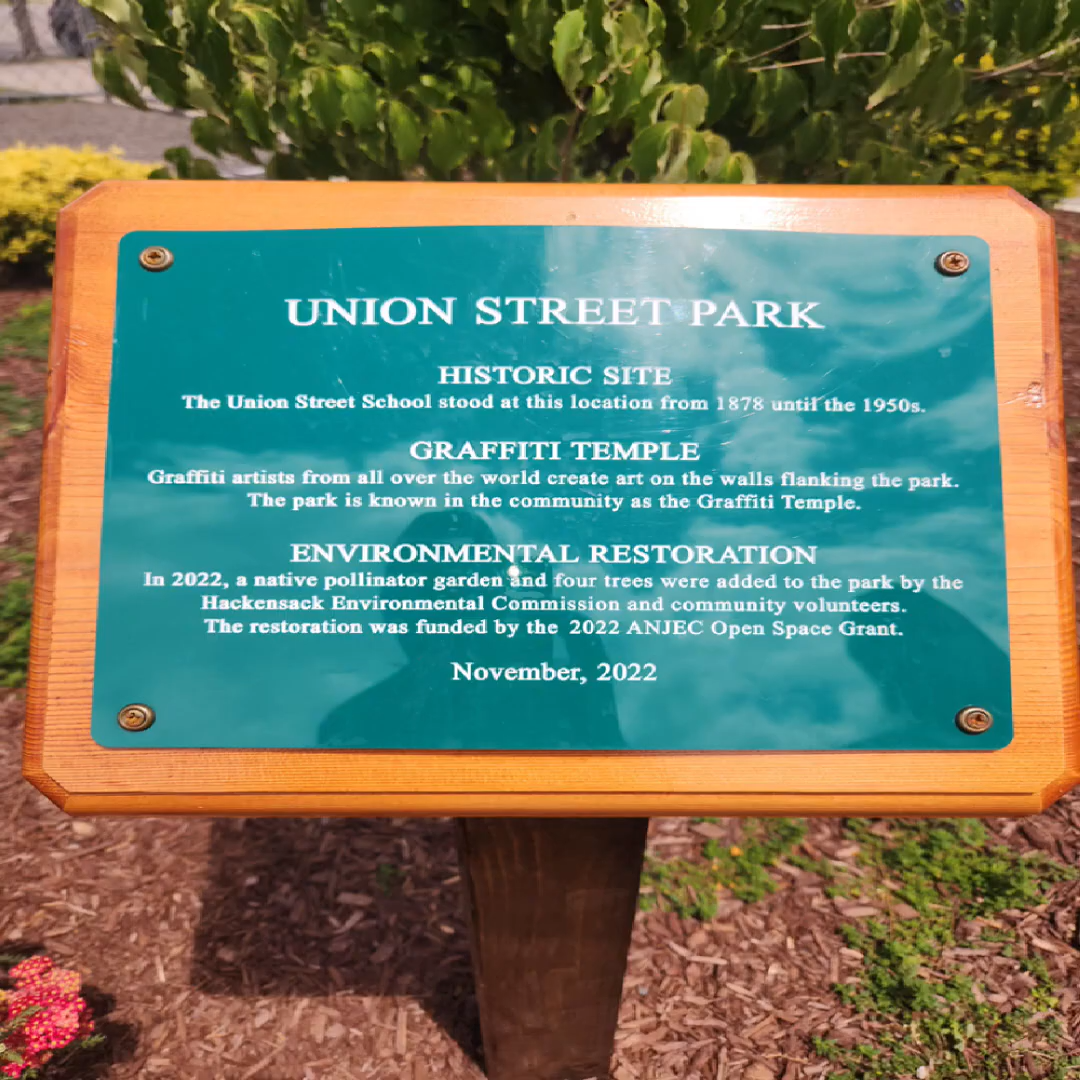 UNION STREET PARK
HISTORIC SITE
The Union Street School stood at this location from 1878 until the 1950s.
GRAFFITI TEMPLE
Graffiti artists from all over the world create art on the walls flanking the park.
The park is known in the community as the Graffiti Temple.
ENVIRONMENTAL RESTORATION
In 2022, a native pollinator garden and four trees were added to the park by the
Hackensack Environmental Commission and community volunteers.
The restoration was funded by the 2022 ANJEC Open Space Grant.
November, 2022